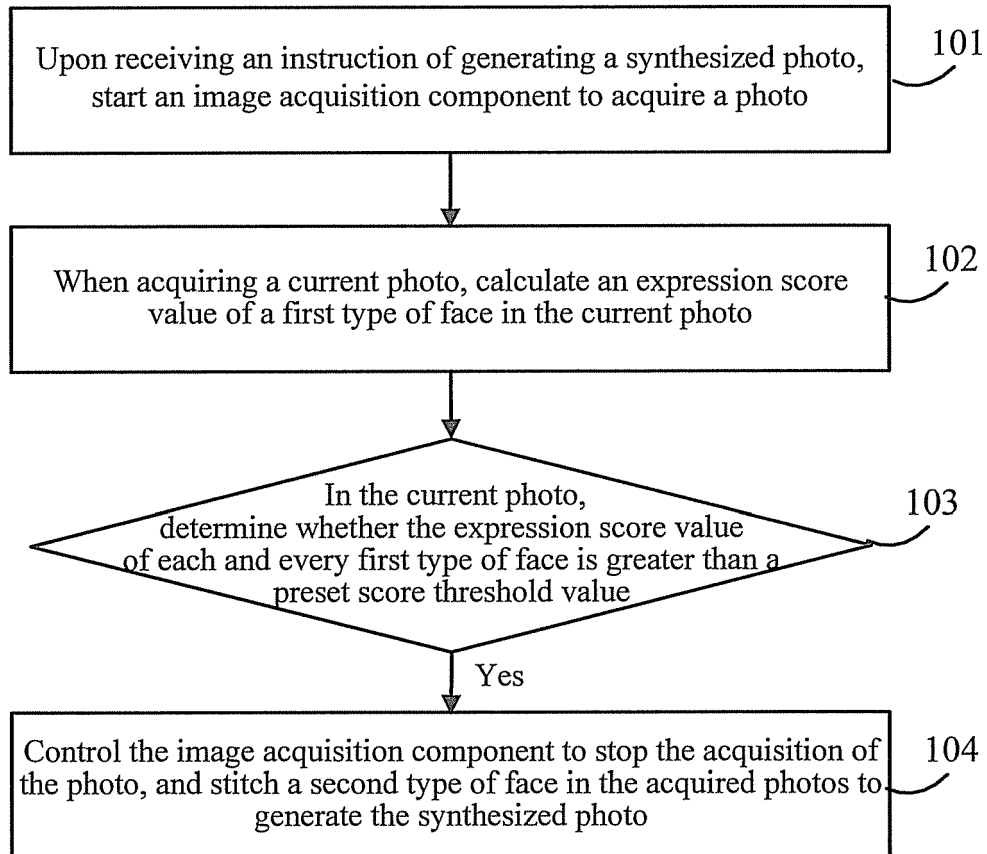 Upon receiving an instruction of generating a synthesized photo,
start an image acquisition component to acquire a photo
101
When acquiring a current photo, calculate an expression score
value of a first type of face in the current photo
102
In the current photo,
determine whether the expression score value
of each and every first type of face is greater than a
preset score threshold value
103
Yes
Control the image acquisition component to stop the acquisition of
the photo, and stitch a second type of face in the acquired photos to
generate the synthesized photo
104